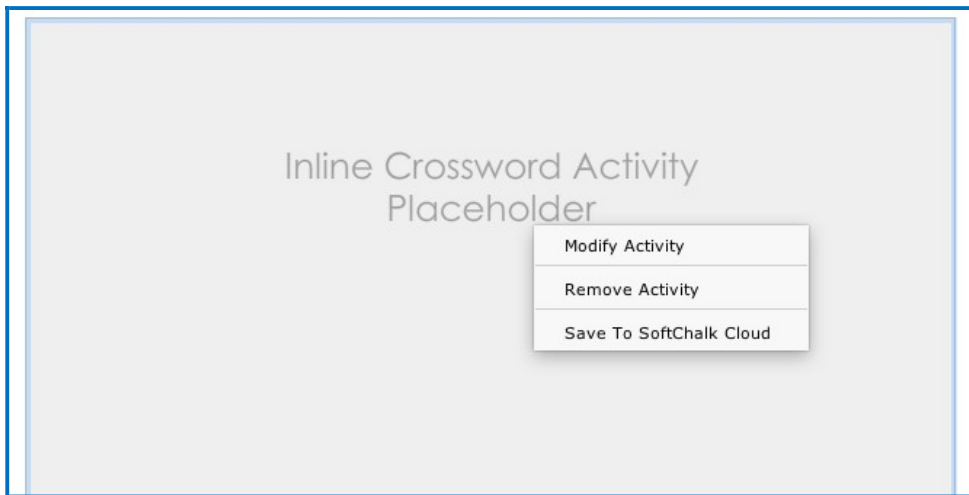 Inline Crossword Activity
Placeholder
Modify Activity
Remove Activity
Save To SoftChalk Cloud